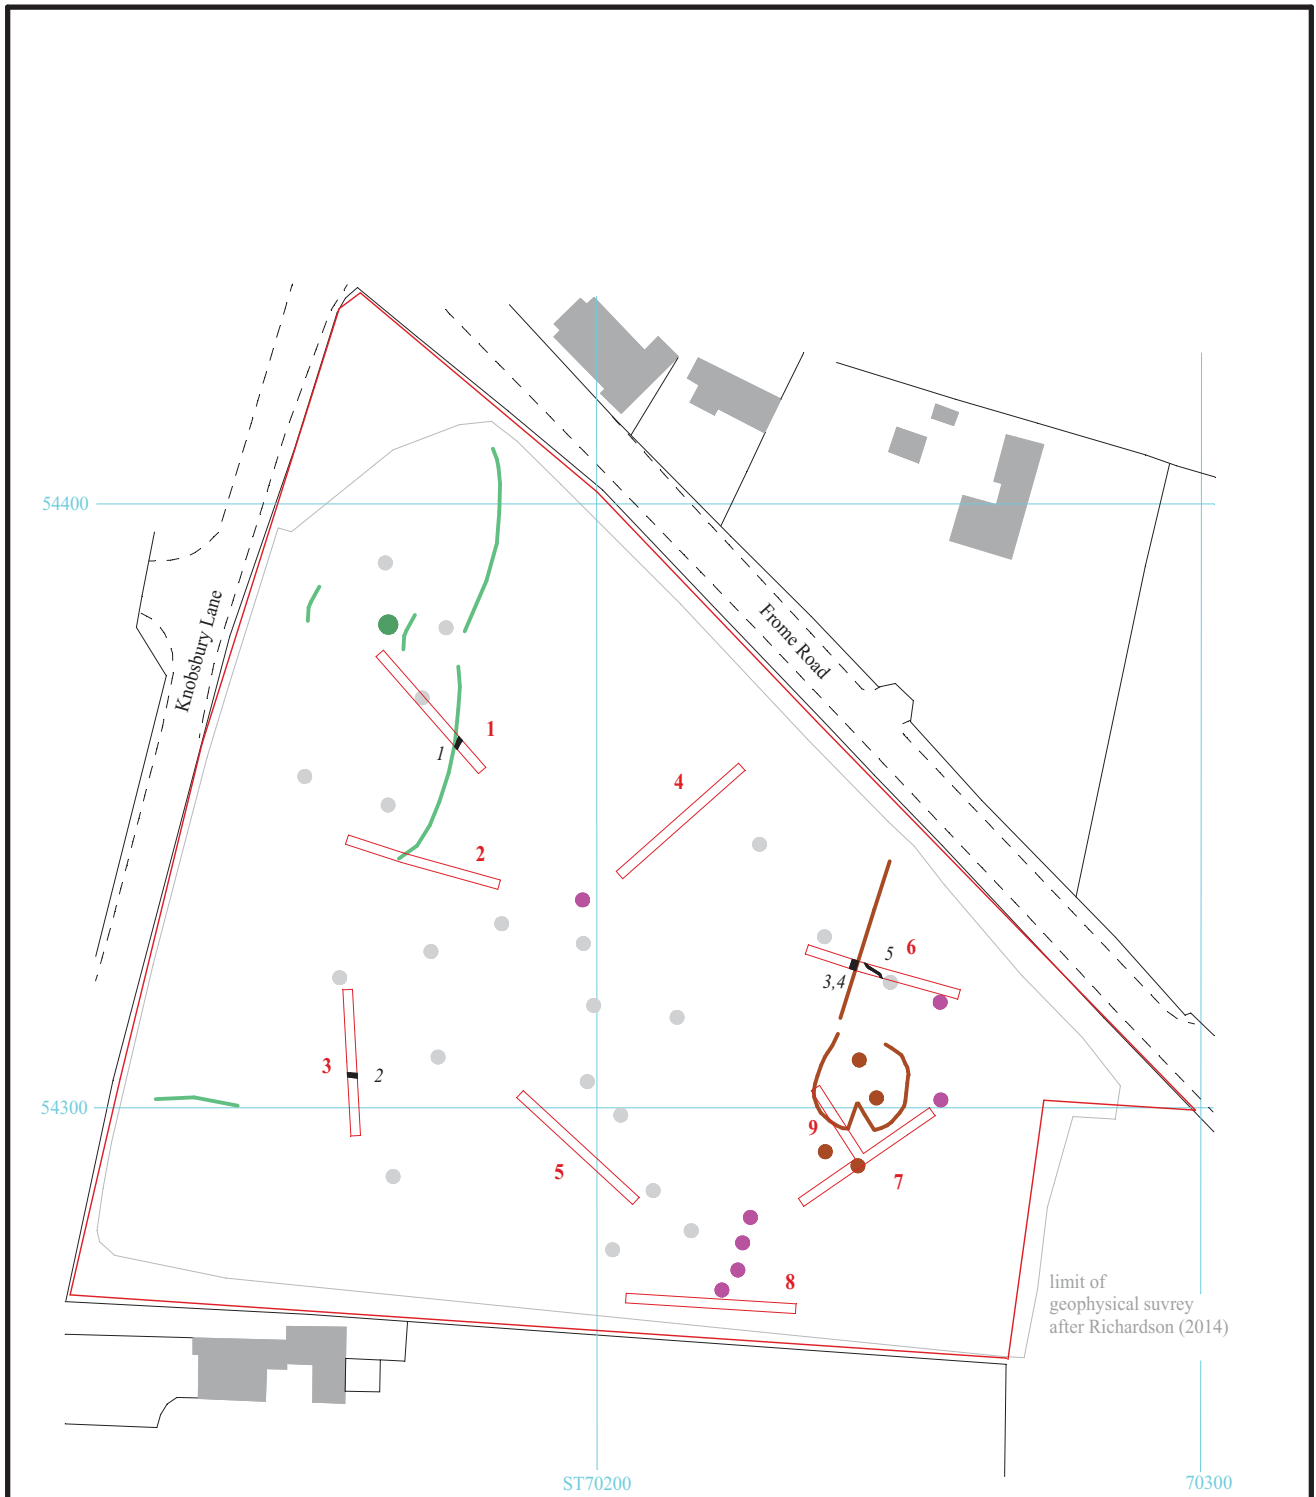 54400
Knobsbury Lane
Frome Road
1
1
4
2
5
6
3,4
3
2
54300
9
5
7
8
limit of
geophysical suvrey
after Richardson (2014)
ST70200
70300